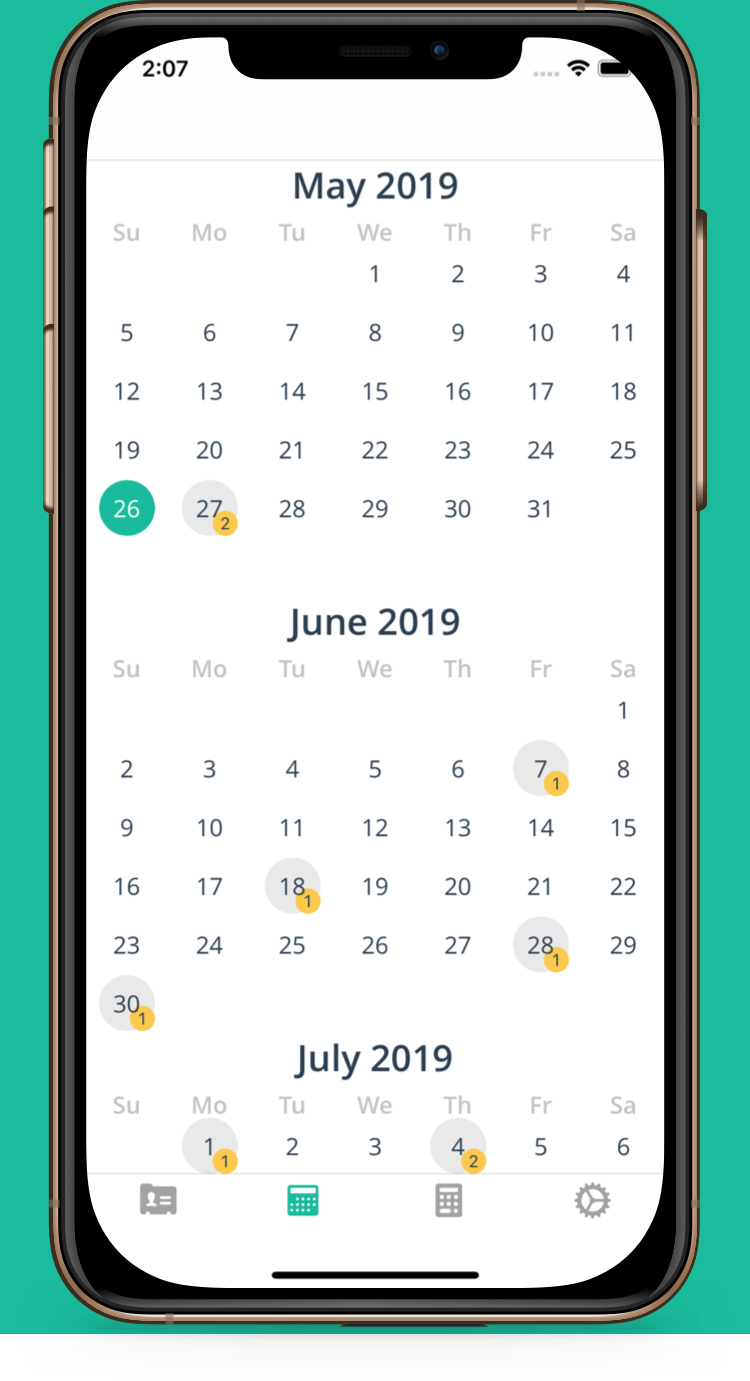 2:07
May 2019
Su Mo Tu We Th Fr Sa
1 2 3 4
5 6 7 8 9 10 11
12 13 14 15 16 17 18
19 20 21 22 23 24 25
26 27 2 28 29 30 31
June 2019
Su Mo Tu We Th Fr Sa
1
2 3 4 5 6 7 1 8
9 10 11 12 13 14 15
16 17 18 1 19 20 21 22
23 24 25 26 27 28 1 29
30 1
July 2019
Su Mo Tu We Th Fr Sa
1 1 2 3 4 2 5 6